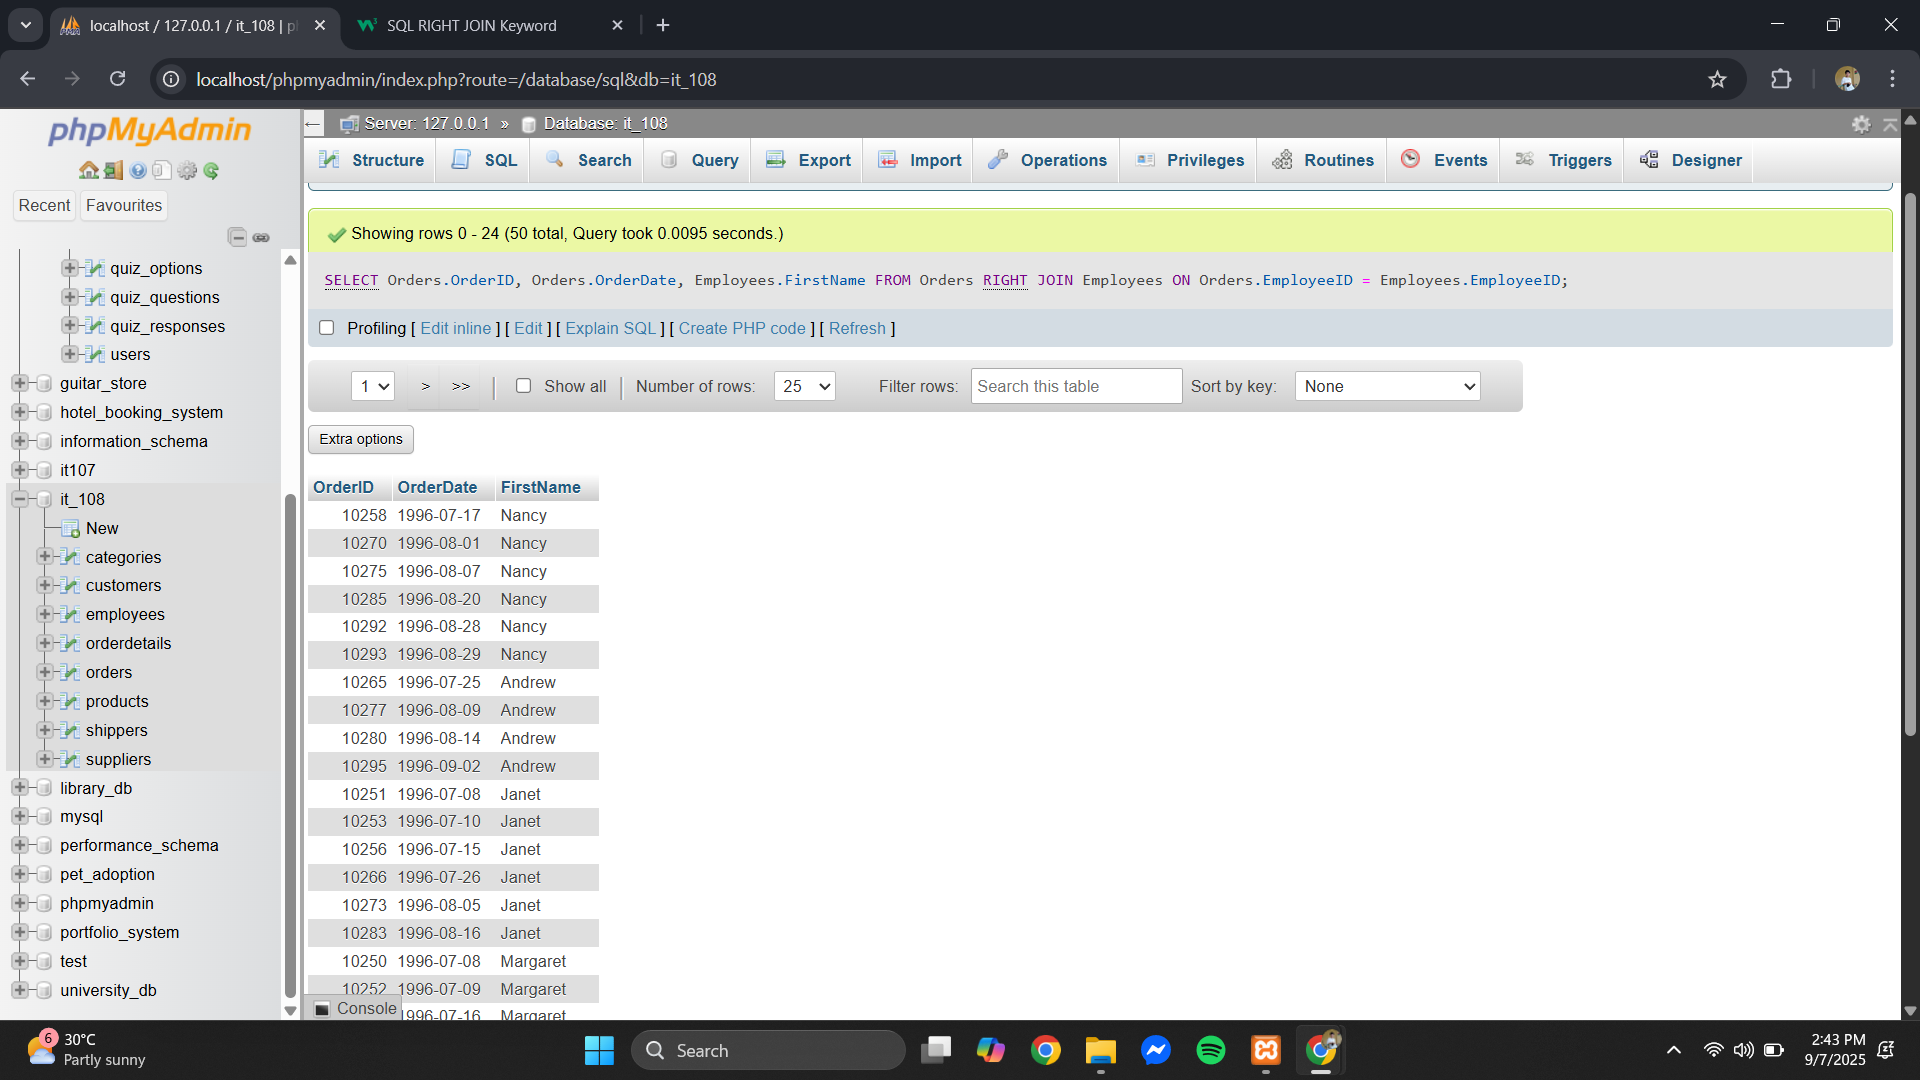 localhost / 127.0.0.1 / it_108 | p
SQL RIGHT JOIN Keyword
localhost/phpmyadmin/index.php?route=/database/sql&db=it_108
phpMyAdmin
Recent
Favourites
quiz_options
quiz_questions
quiz_responses
users
guitar_store
hotel_booking_system
information_schema
it107
it_108
New
categories
customers
employees
orderdetails
orders
products
shippers
suppliers
library_db
mysql
performance_schema
pet_adoption
phpmyadmin
portfolio_system
test
university_db
Server: 127.0.0.1 » Database: it_108
Structure SQL Search Query Export Import Operations Privileges Routines Events Triggers Designer
Showing rows 0 - 24 (50 total, Query took 0.0095 seconds.)
SELECT Orders.OrderID, Orders.OrderDate, Employees.FirstName FROM Orders RIGHT JOIN Employees ON Orders.EmployeeID = Employees.EmployeeID;
Profiling [ Edit inline ] [ Edit ] [ Explain SQL ] [ Create PHP code ] [ Refresh ]
1 > >> | Show all | Number of rows: 25 Filter rows: Search this table Sort by key: None
Extra options
OrderID OrderDate FirstName
10258 1996-07-17 Nancy
10270 1996-08-01 Nancy
10275 1996-08-07 Nancy
10285 1996-08-20 Nancy
10292 1996-08-28 Nancy
10293 1996-08-29 Nancy
10265 1996-07-25 Andrew
10277 1996-08-09 Andrew
10280 1996-08-14 Andrew
10295 1996-09-02 Andrew
10251 1996-07-08 Janet
10253 1996-07-10 Janet
10256 1996-07-15 Janet
10266 1996-07-26 Janet
10273 1996-08-05 Janet
10283 1996-08-16 Janet
10250 1996-07-08 Margaret
10252 1996-07-09 Margaret
1996-07-16 Margaret
Console
6
30°C
Partly sunny
Search
2:43 PM
9/7/2025